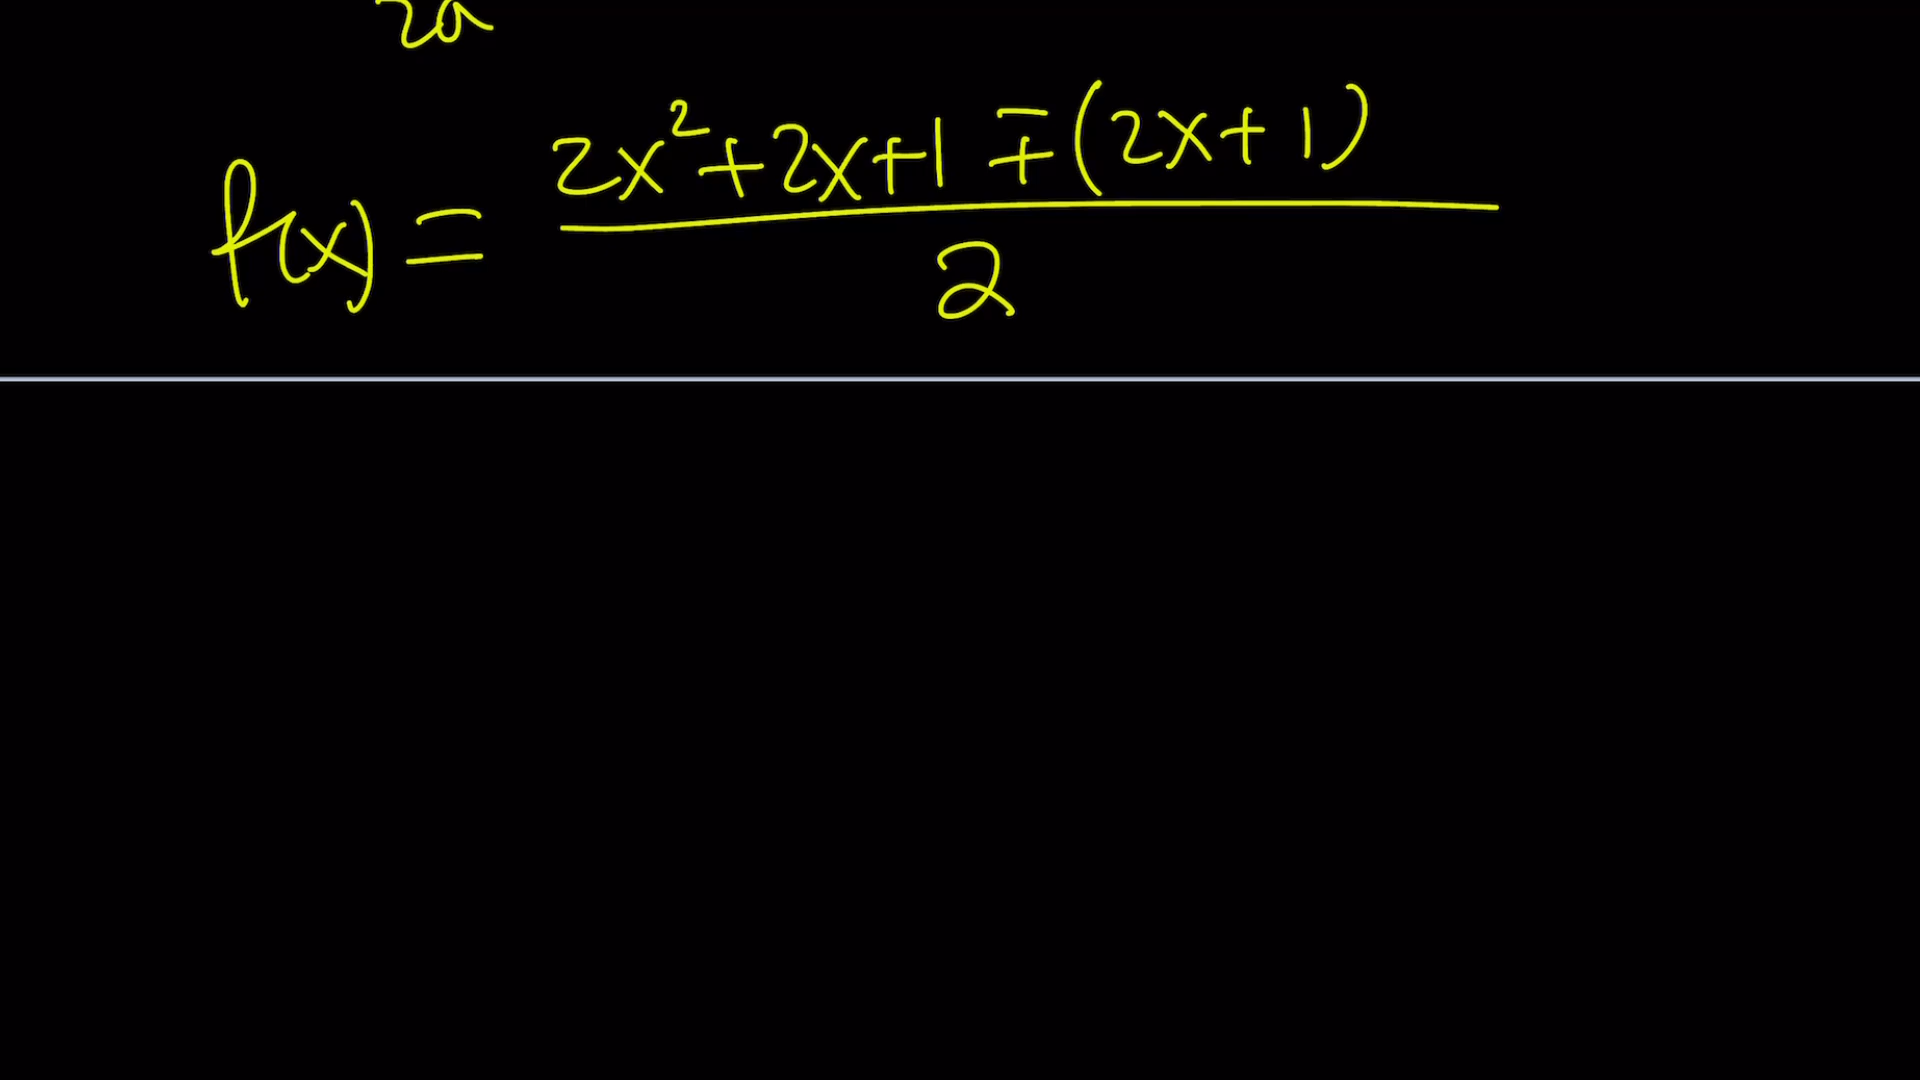 2a
f(x) = 2x²+2x+1 ∓ (2x+1)
2